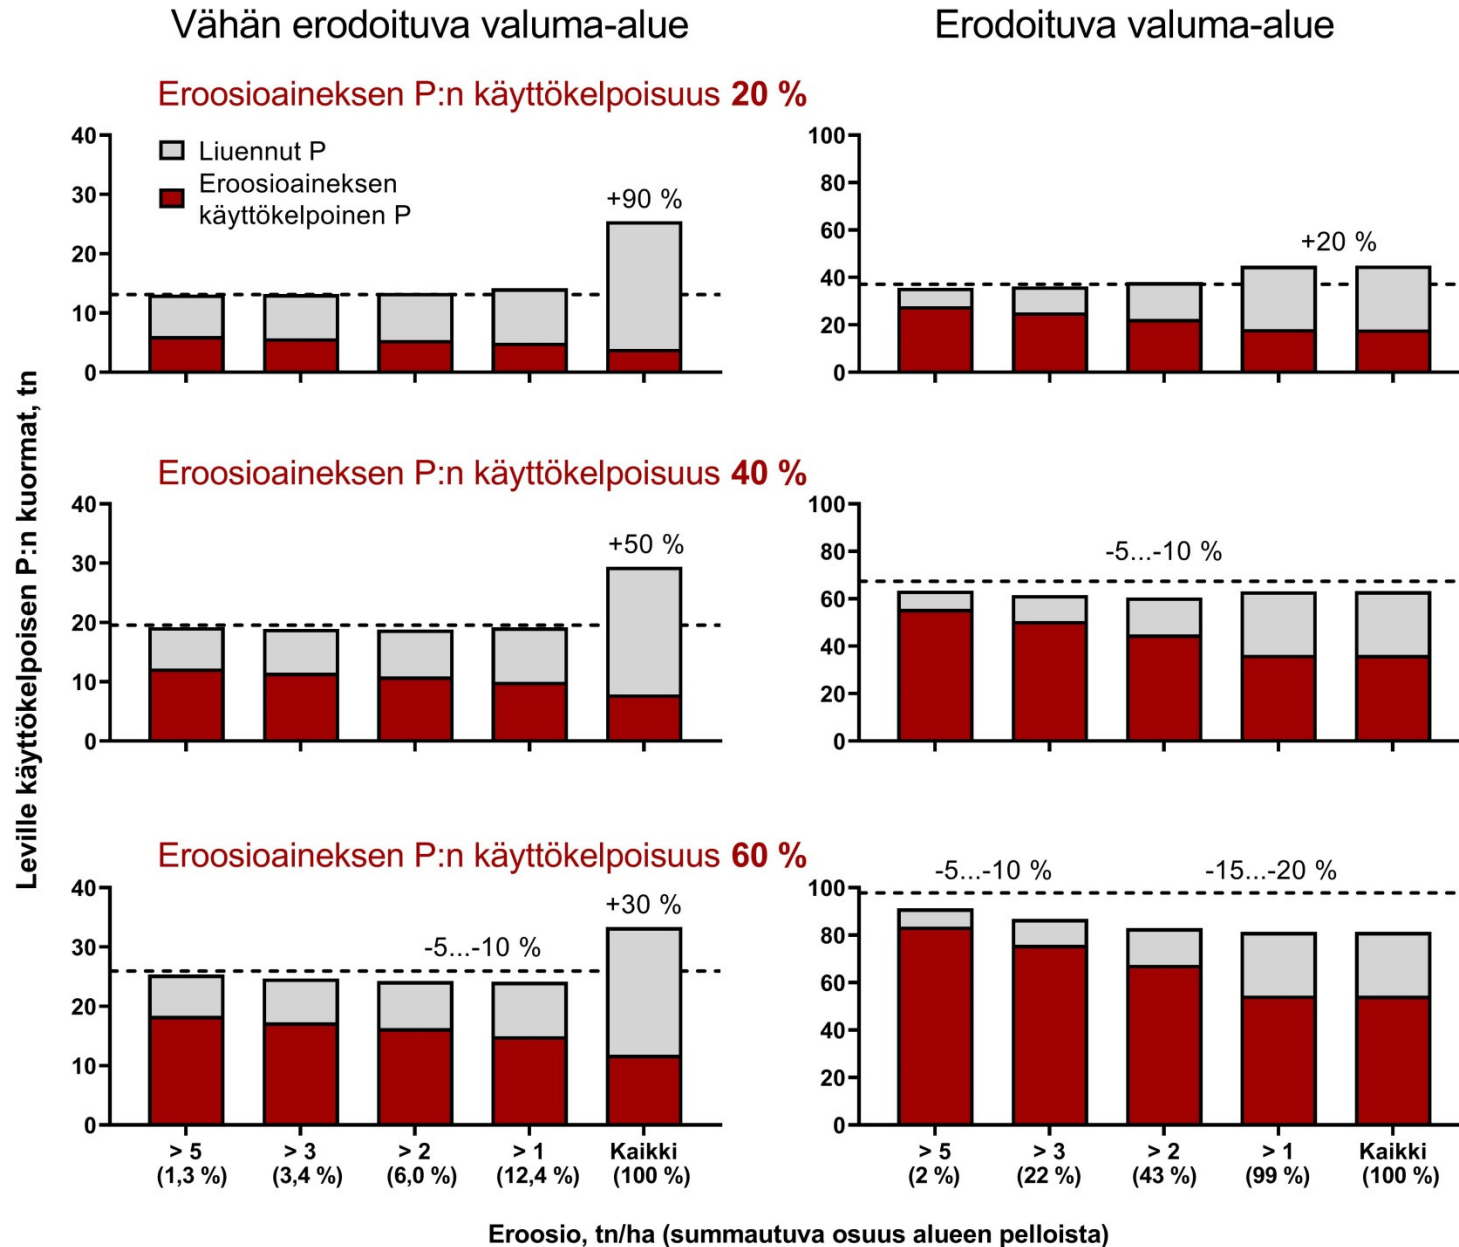 Vähän erodoituva valuma-alue
Erodoituva valuma-alue
Eroosioaineksen P:n käyttökelpoisuus 20 %
40
30
20
10
0
Liuennut P
Eroosioaineksen
käyttökelpoinen P
+90 %
100
80
60
40
20
0
+20 %
Leville käyttökelpoisen P:n kuormat, tn
Eroosioaineksen P:n käyttökelpoisuus 40 %
40
30
20
10
0
+50 %
100
80
60
40
20
0
-5...-10 %
Eroosioaineksen P:n käyttökelpoisuus 60 %
40
30
20
10
0
-5...-10 %
+30 %
100
80
60
40
20
0
-5...-10 %
-15...-20 %
> 5 > 3 > 2 > 1 Kaikki
(1,3 %) (3,4 %) (6,0 %) (12,4 %) (100 %)
> 5 > 3 > 2 > 1 Kaikki
(2 %) (22 %) (43 %) (99 %) (100 %)
Eroosio, tn/ha (summautuva osuus alueen pelloista)